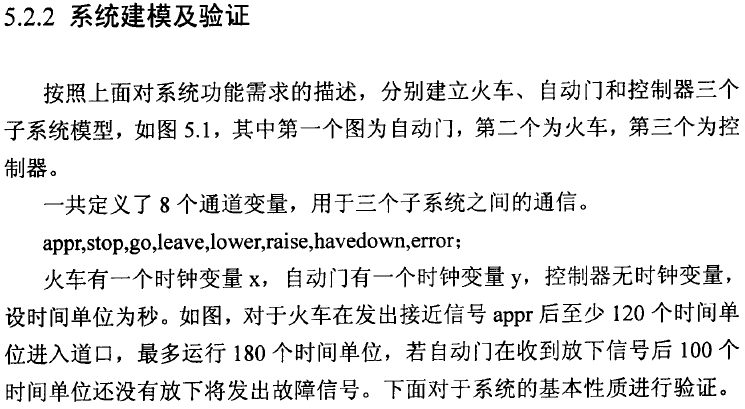 5.2.2 系统建模及验证
按照上面对系统功能需求的描述，分别建立火车、自动门和控制器三个
子系统模型，如图 5.1，其中第一个图为自动门，第二个为火车，第三个为控
制器。
一共定义了 8 个通道变量，用于三个子系统之间的通信。
appr,stop,go,leave,lower,raise,havedown,error；
火车有一个时钟变量 x，自动门有一个时钟变量 y，控制器无时钟变量，
设时间单位为秒。如图，对于火车在发出接近信号 appr 后至少 120 个时间单
位进入道口，最多运行 180 个时间单位，若自动门在收到放下信号后 100 个
时间单位还没有放下将发出故障信号。下面对于系统的基本性质进行验证。